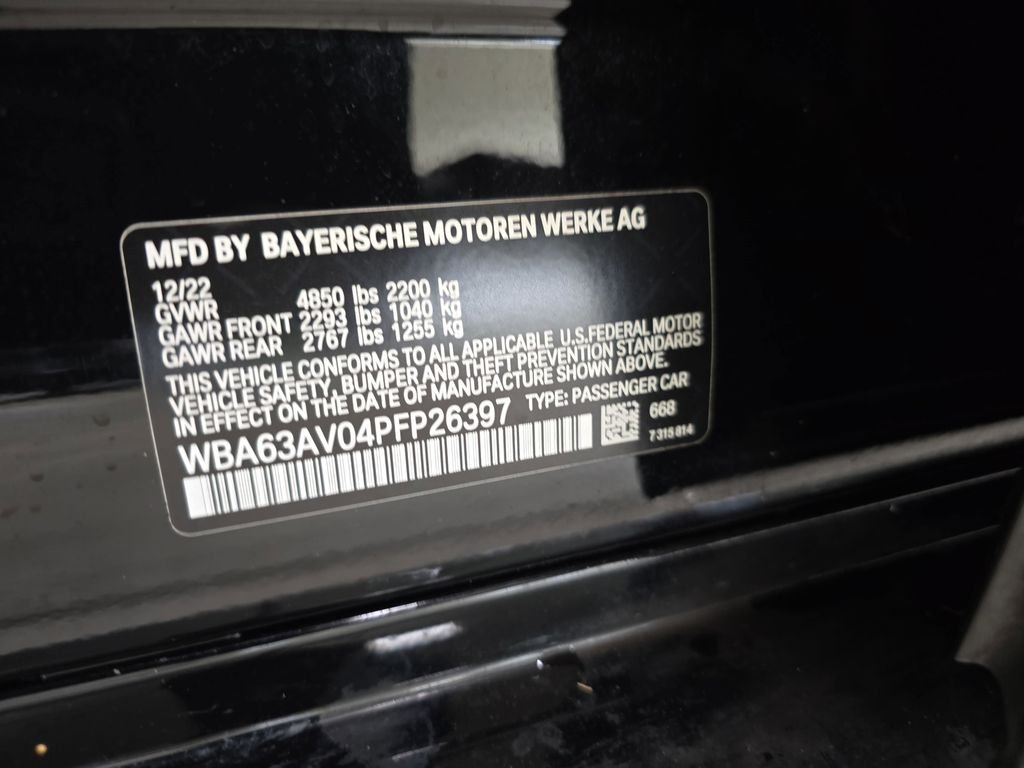 MFD BY BAYERISCHE MOTOREN WERKE AG
12/22
GVWR 4850 lbs 2200 kg
GAWR FRONT 2293 lbs 1040 kg
GAWR REAR 2767 lbs 1255 kg
THIS VEHICLE CONFORMS TO ALL APPLICABLE U.S.FEDERAL MOTOR
VEHICLE SAFETY, BUMPER AND THEFT PREVENTION STANDARDS
IN EFFECT ON THE DATE OF MANUFACTURE SHOWN ABOVE.
WBA63AV04PFP26397 TYPE: PASSENGER CAR
668
7 315 814